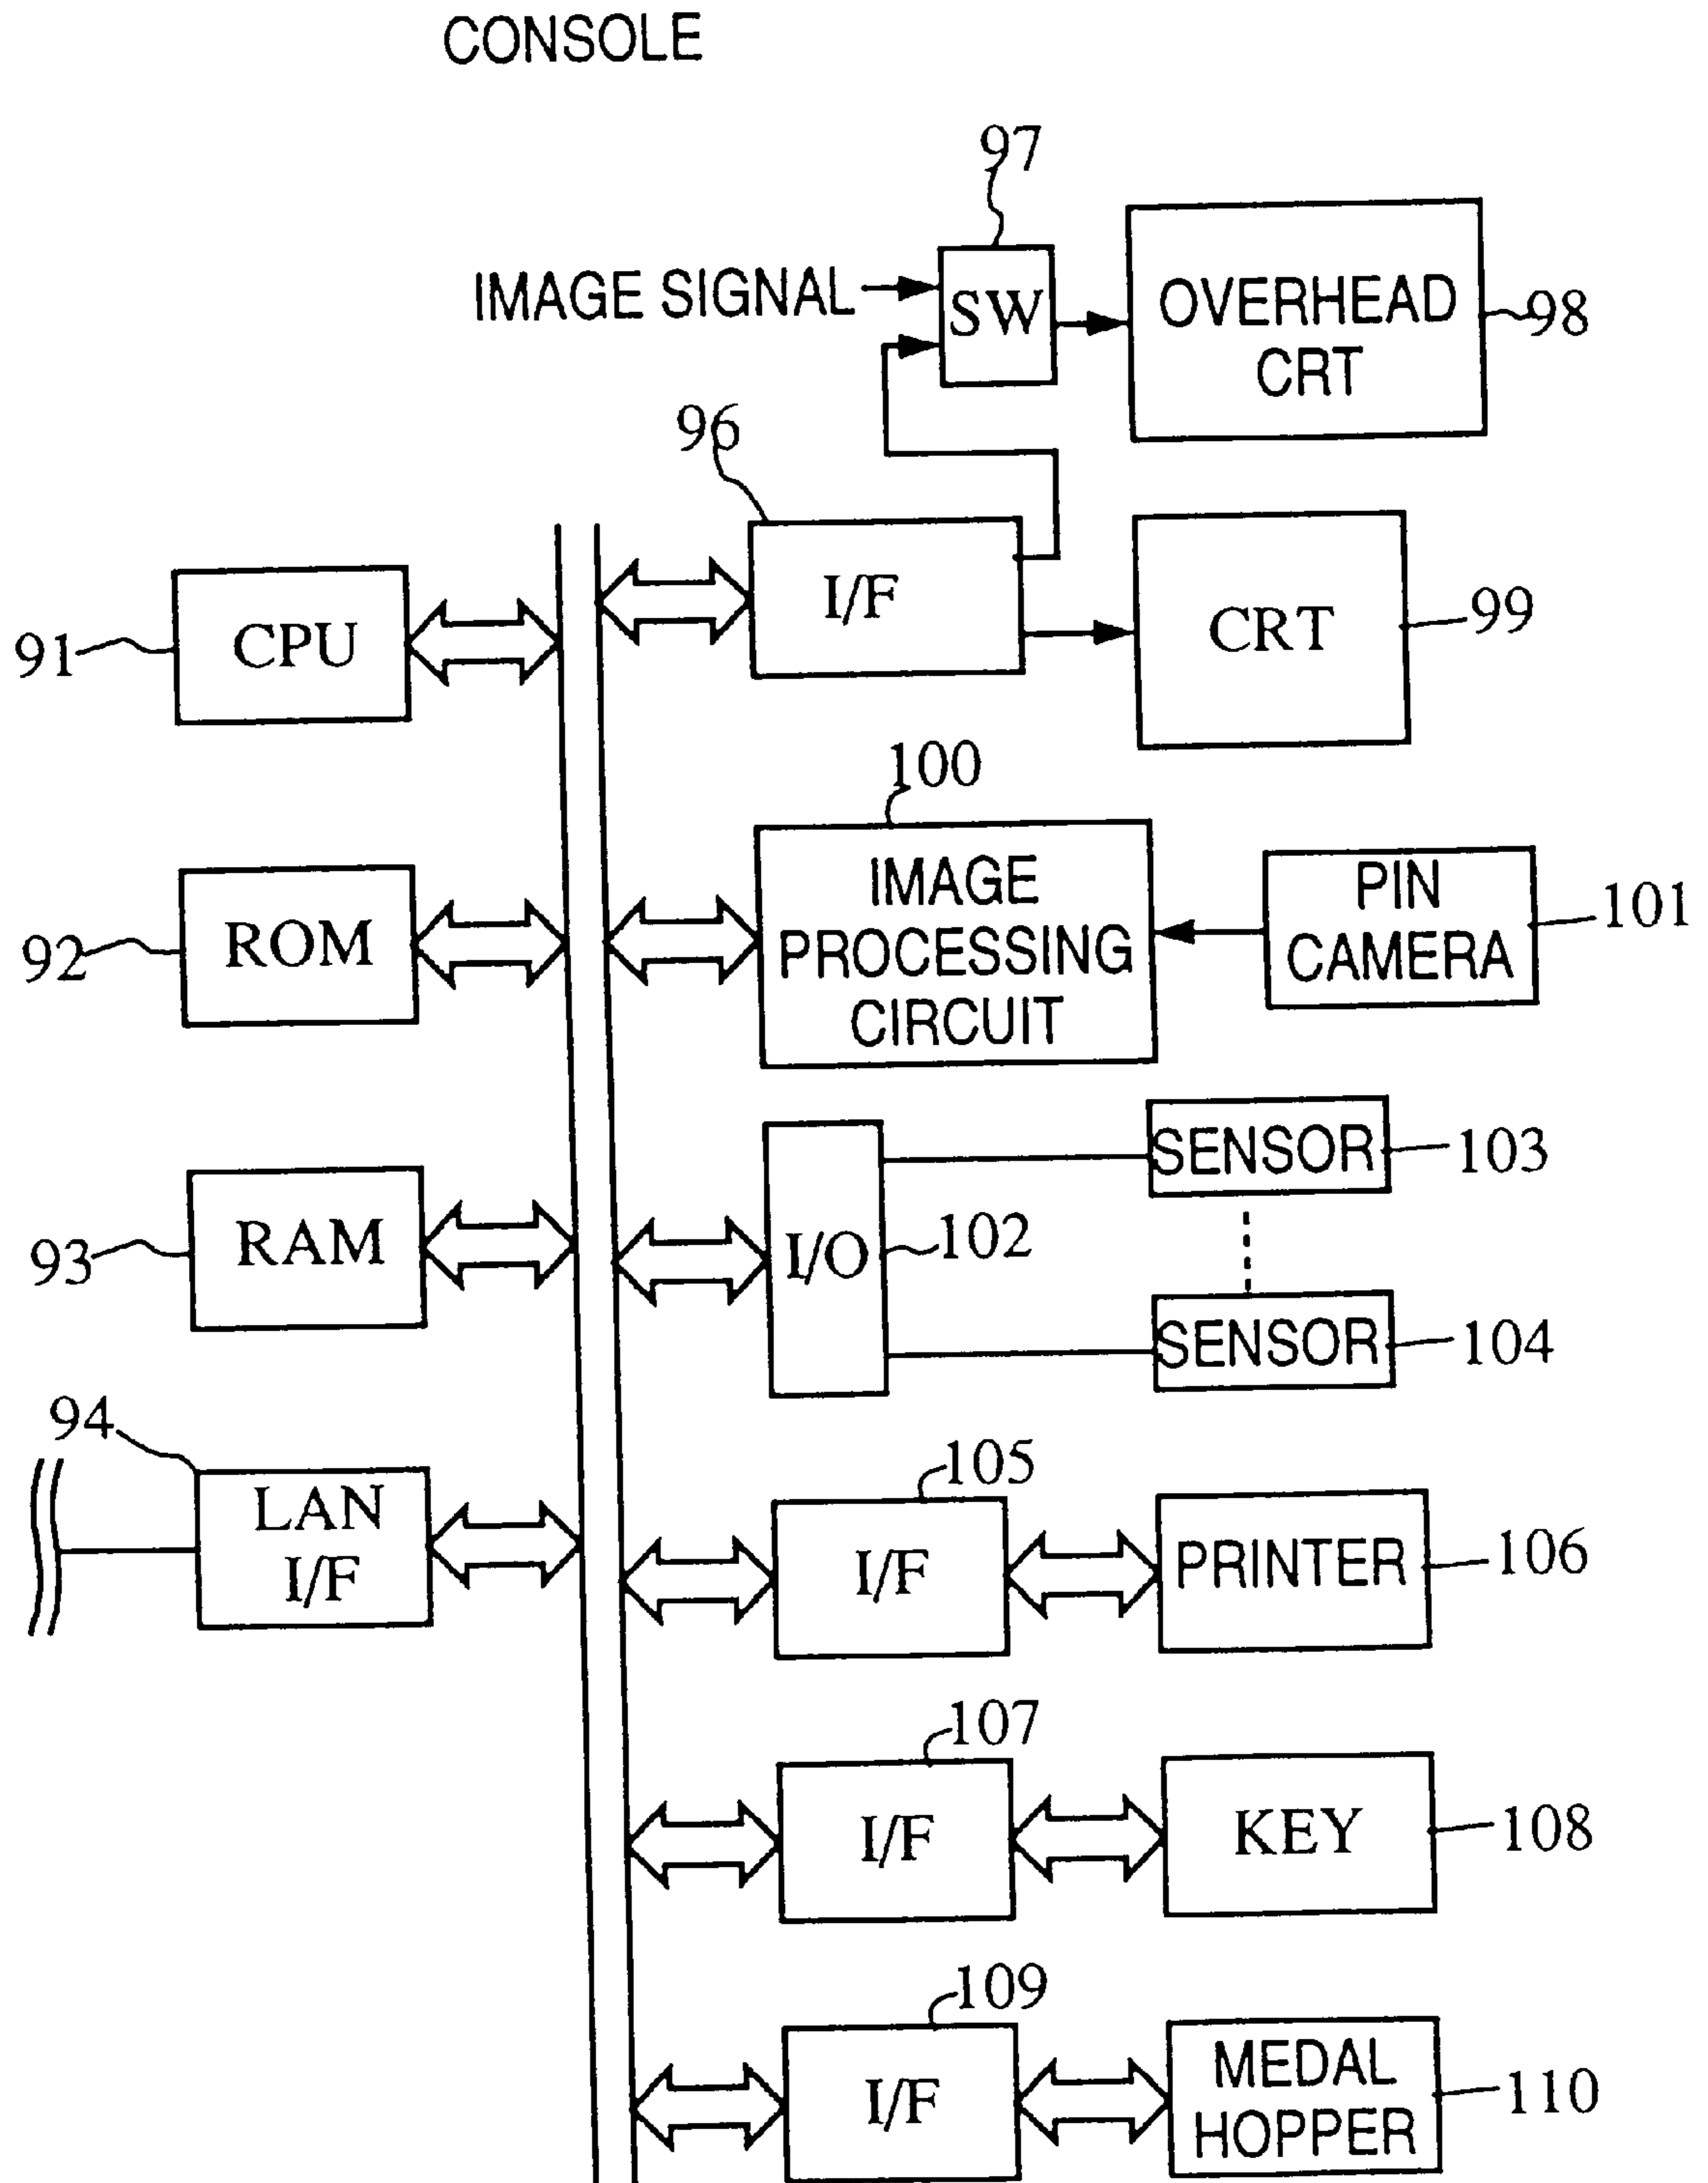 CONSOLE
97
IMAGE SIGNAL
SW
OVERHEAD
CRT
98
96
I/F
CRT
99
CPU
91
100
IMAGE
PROCESSING
CIRCUIT
PIN
CAMERA
101
ROM
92
SENSOR
103
RAM
93
I/O
102
SENSOR
104
94
LAN
I/F
105
I/F
PRINTER
106
107
I/F
KEY
108
109
I/F
MEDAL
HOPPER
110